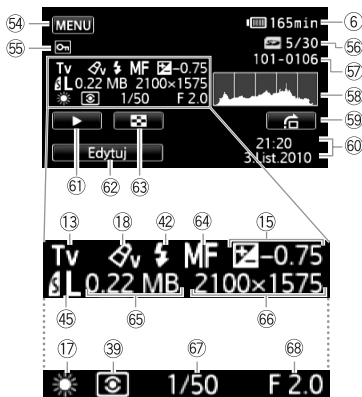 54 MENU 165min 6
55 5/30 56
101-0106 57
Tv v MF -0.75
L 0.22 MB 2100×1575
1/50 F 2.0
58
59
Edytuj
21:20
3.List.2010 60
61 62 63
13 18 42 64 15
Tv v MF -0.75
L 0.22 MB 2100×1575
45 65 66
17 39 67 68
1/50 F 2.0